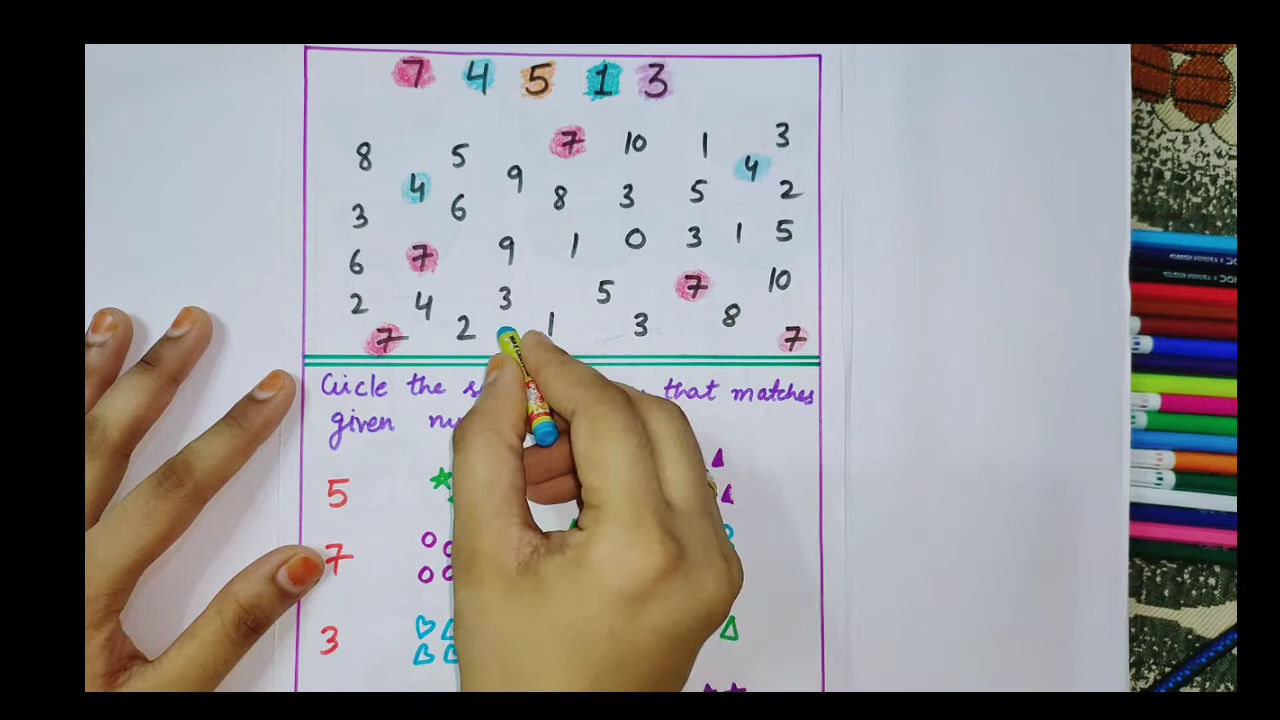 7 4 5 1 3
8 5 7 10 1 3
4 9 8 3 5 4 2
3 6
6 7 9 1 0 3 1 5
2 4 3 5 7 10
7 2 1 3 8 7
Circle the that matches
given
5
7
3